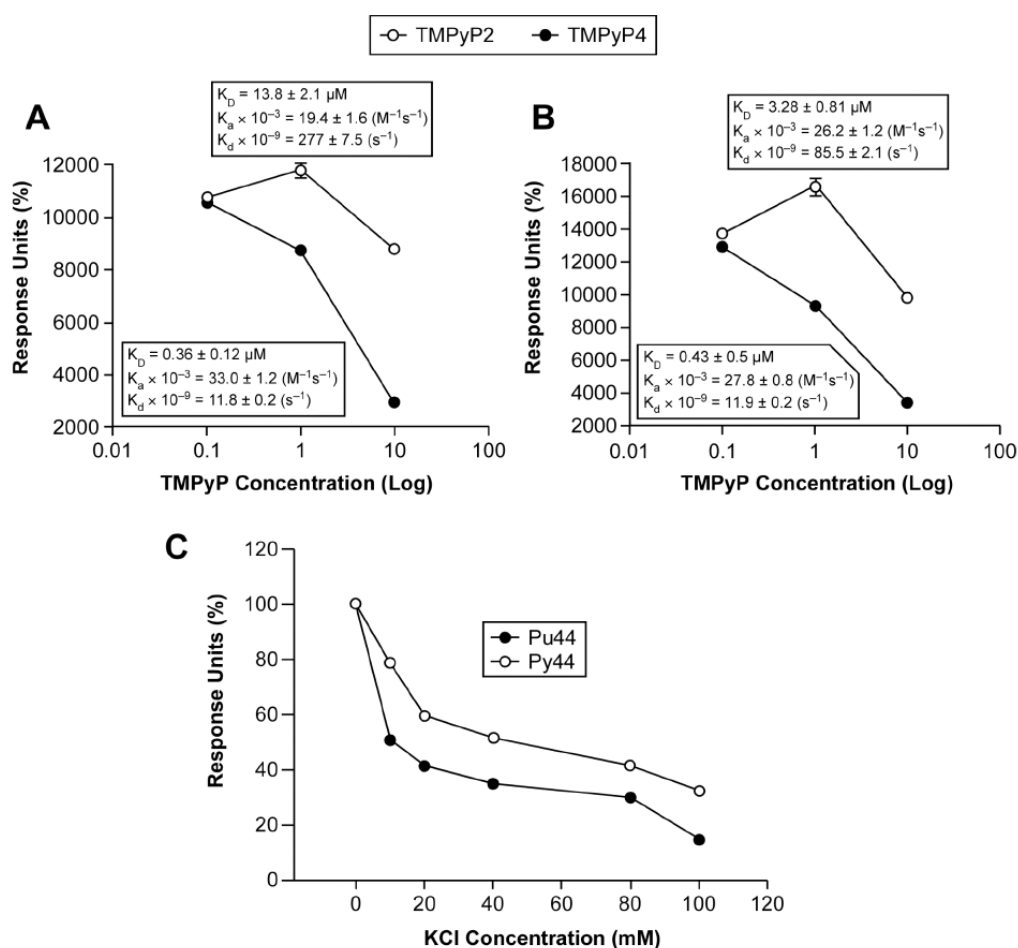 TMPyP2 TMPyP4
A
K_D = 13.8 ± 2.1 µM
K_a × 10⁻³ = 19.4 ± 1.6 (M⁻¹s⁻¹)
K_d × 10⁻⁹ = 277 ± 7.5 (s⁻¹)
12000
10000
8000
6000
4000
2000
Response Units (%)
K_D = 0.36 ± 0.12 µM
K_a × 10⁻³ = 33.0 ± 1.2 (M⁻¹s⁻¹)
K_d × 10⁻⁹ = 11.8 ± 0.2 (s⁻¹)
0.01 0.1 1 10 100
TMPyP Concentration (Log)
B
K_D = 3.28 ± 0.81 µM
K_a × 10⁻³ = 26.2 ± 1.2 (M⁻¹s⁻¹)
K_d × 10⁻⁹ = 85.5 ± 2.1 (s⁻¹)
18000
16000
14000
12000
10000
8000
6000
4000
2000
Response Units (%)
K_D = 0.43 ± 0.5 µM
K_a × 10⁻³ = 27.8 ± 0.8 (M⁻¹s⁻¹)
K_d × 10⁻⁹ = 11.9 ± 0.2 (s⁻¹)
0.01 0.1 1 10 100
TMPyP Concentration (Log)
C
120
100
80
60
40
20
0
Response Units (%)
Pu44
Py44
0 20 40 60 80 100 120
KCl Concentration (mM)